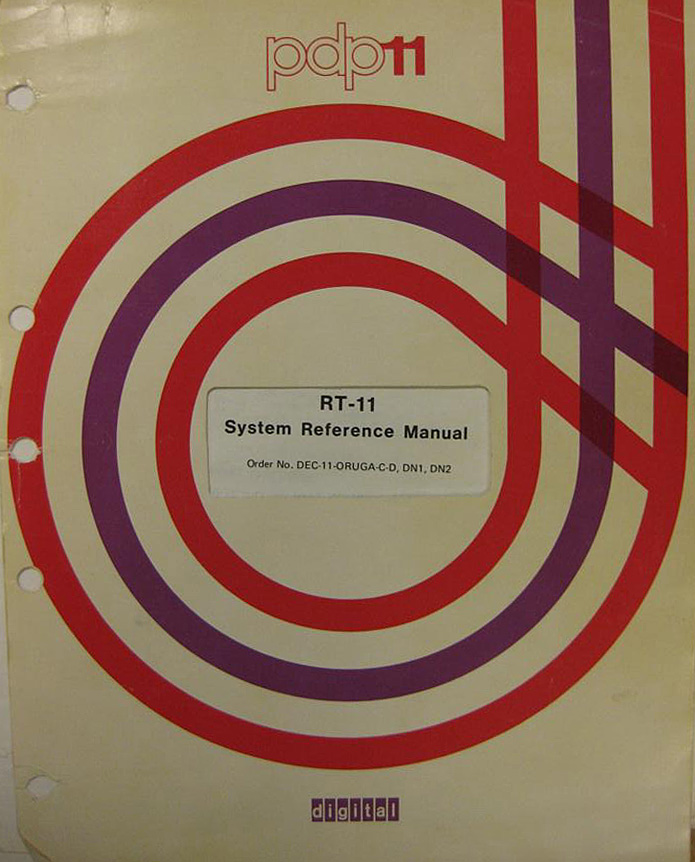 pdp11
RT-11
System Reference Manual
Order No. DEC-11-ORUGA-C-D, DN1, DN2
digital